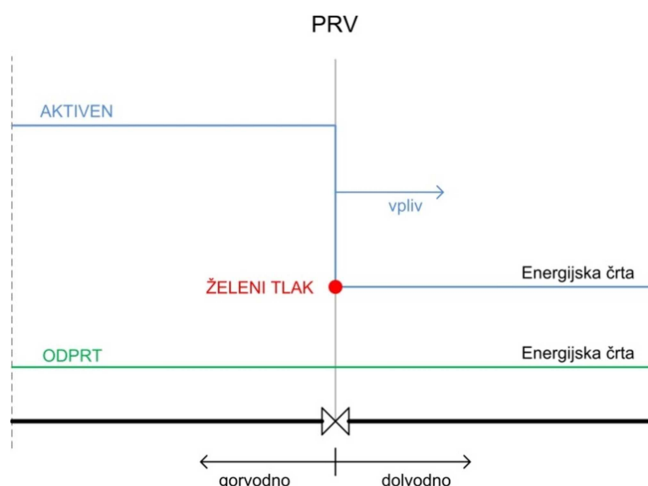 PRV
AKTIVEN
vpliv
ŽELENI TLAK
Energijska črta
ODPRT
Energijska črta
gorvodno
dolvodno